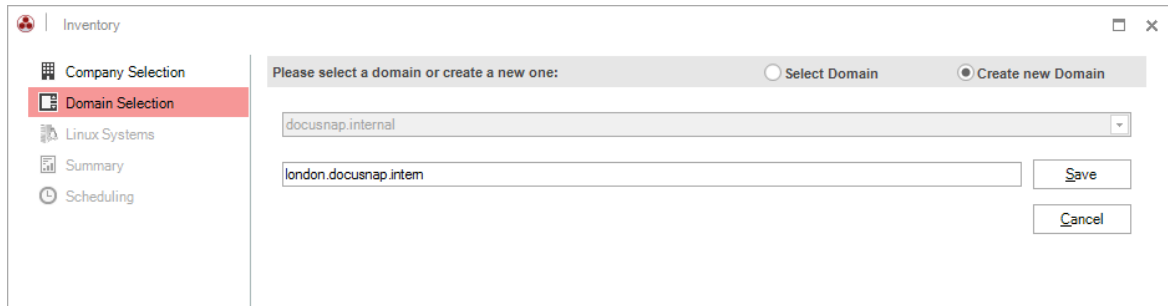 Inventory
Company Selection
Domain Selection
Linux Systems
Summary
Scheduling
Please select a domain or create a new one: Select Domain Create new Domain
docusnap.internal
london.docusnap.intern Save
Cancel